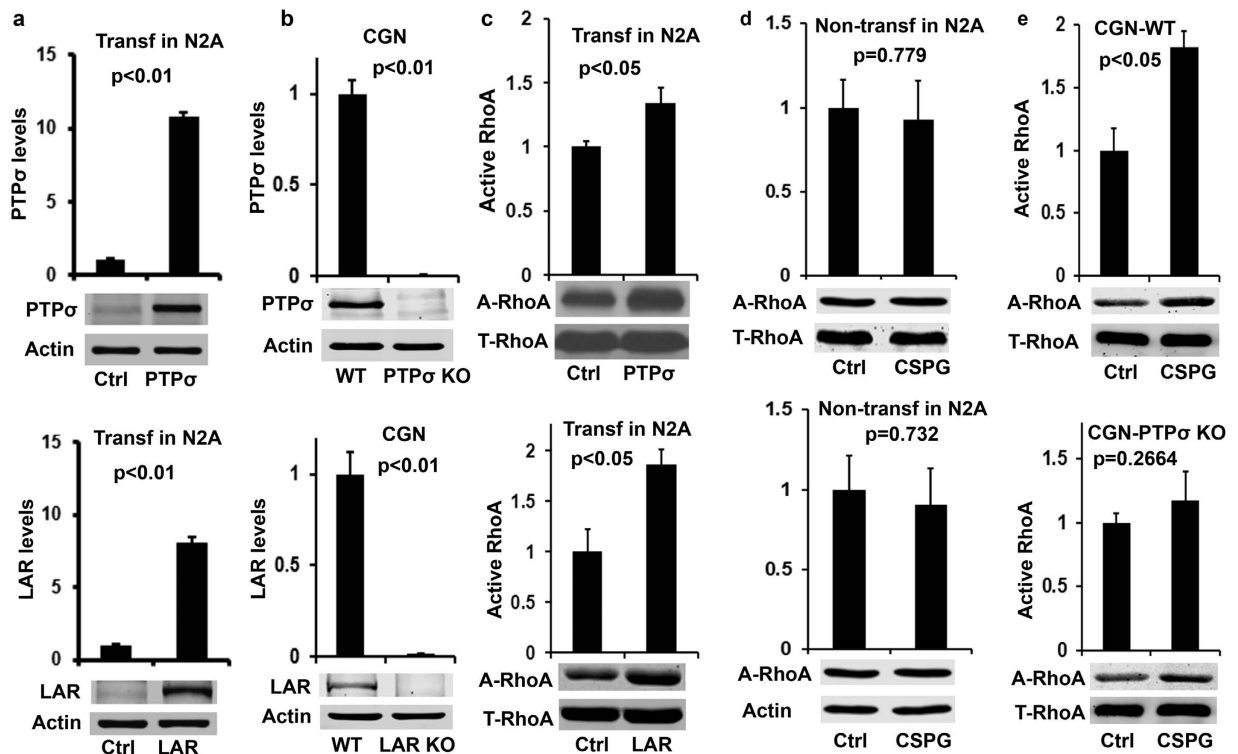 a
Transf in N2A
p<0.01
PTPσ levels
15
10
5
0
PTPσ
Actin
Ctrl PTPσ
b
CGN
p<0.01
PTPσ levels
1
0.5
0
PTPσ
Actin
WT PTPσ KO
c
Transf in N2A
p<0.05
Active RhoA
2
1.5
1
0.5
0
A-RhoA
T-RhoA
Ctrl PTPσ
d
Non-transf in N2A
p=0.779
1.5
1
0.5
0
A-RhoA
T-RhoA
Ctrl CSPG
e
CGN-WT
p<0.05
Active RhoA
2
1.5
1
0.5
0
A-RhoA
T-RhoA
Ctrl CSPG
Transf in N2A
p<0.01
LAR levels
15
10
5
0
LAR
Actin
Ctrl LAR
CGN
p<0.01
LAR levels
1
0.5
0
LAR
Actin
WT LAR KO
Transf in N2A
p<0.05
Active RhoA
2
1.5
1
0.5
0
A-RhoA
T-RhoA
Ctrl LAR
Non-transf in N2A
p=0.732
1.5
1
0.5
0
A-RhoA
Actin
Ctrl CSPG
CGN-PTPσ KO
p=0.2664
Active RhoA
1.5
1
0.5
0
A-RhoA
T-RhoA
Ctrl CSPG